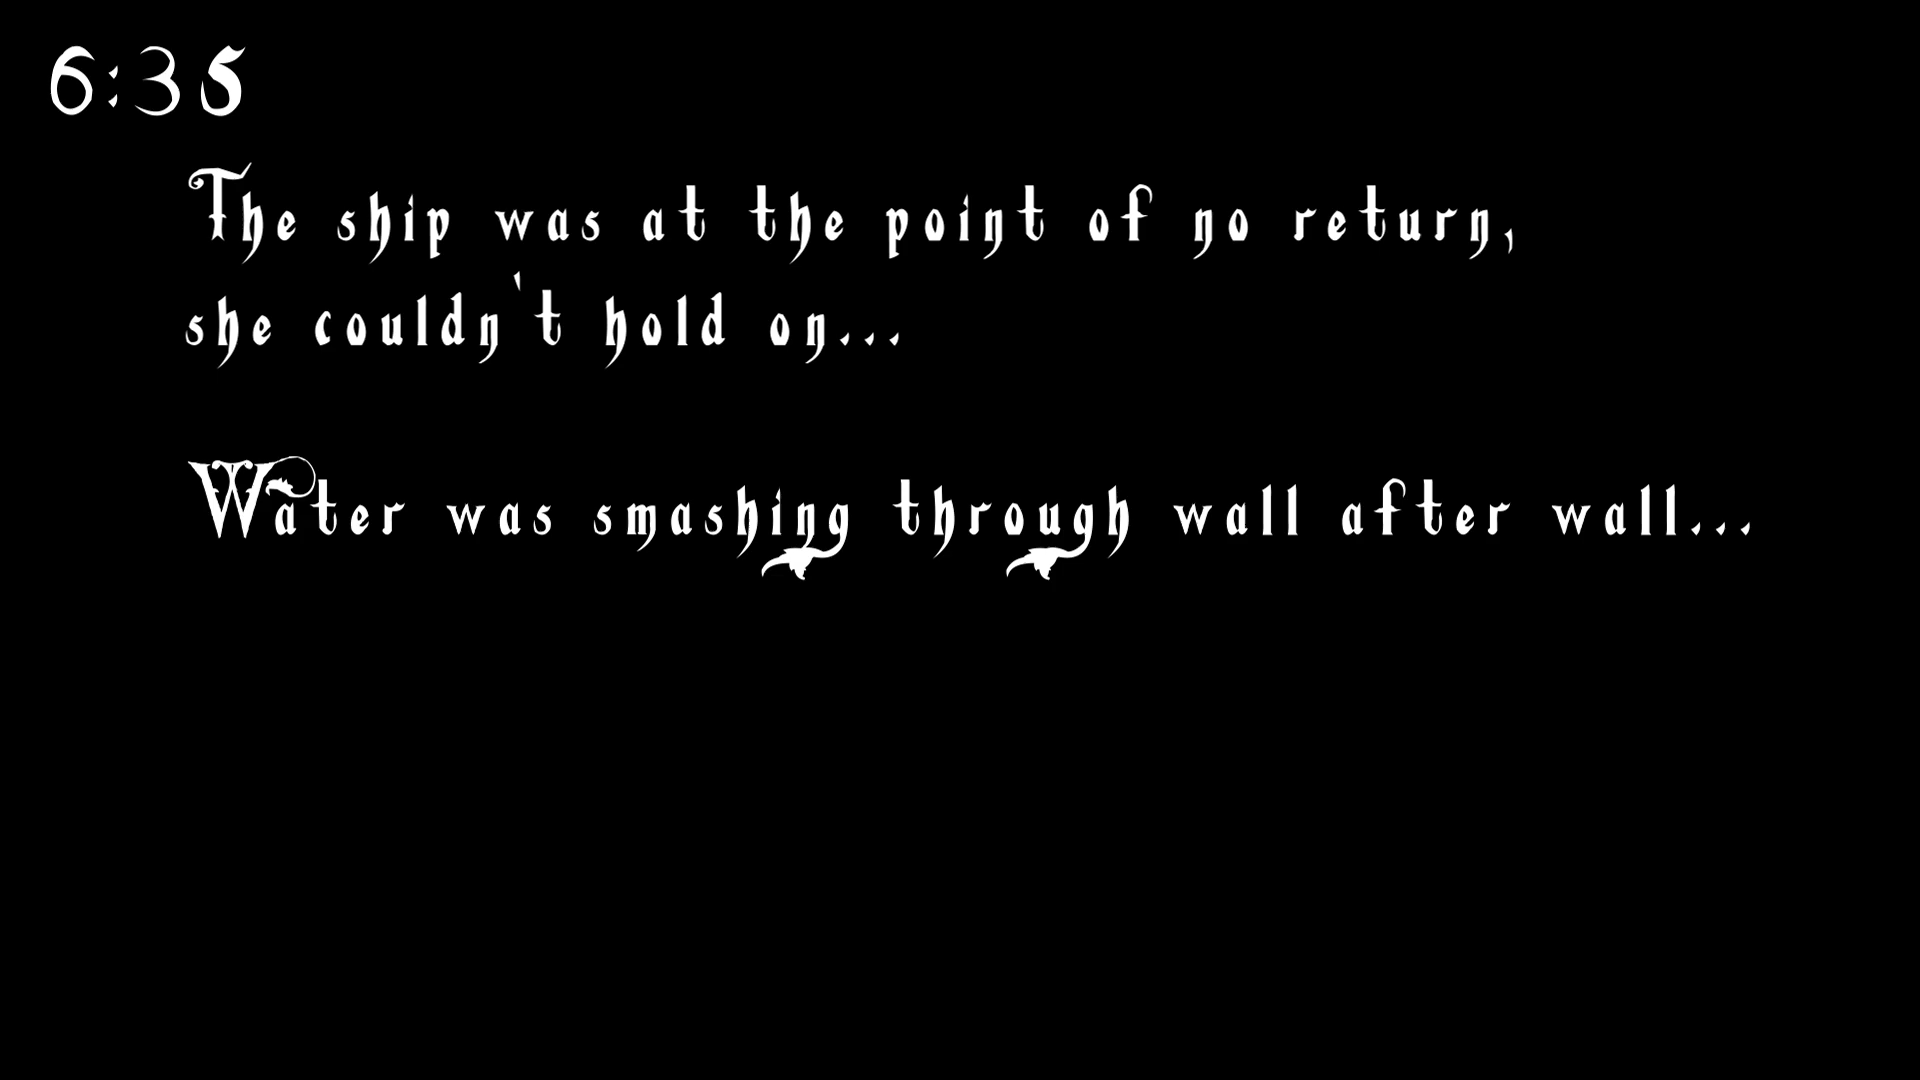 6:35
The ship was at the point of no return,
she couldn't hold on...
Water was smashing through wall after wall...